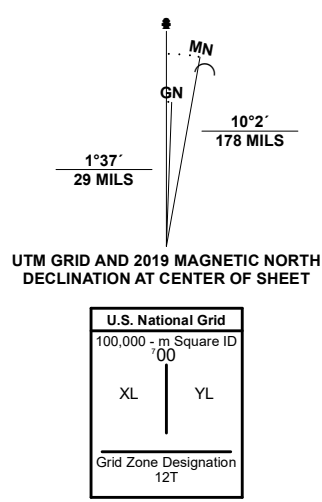 MN
GN
10°2´
178 MILS
1°37´
29 MILS
UTM GRID AND 2019 MAGNETIC NORTH
DECLINATION AT CENTER OF SHEET
U.S. National Grid
100,000 - m Square ID
⁷00
XL YL
Grid Zone Designation
12T